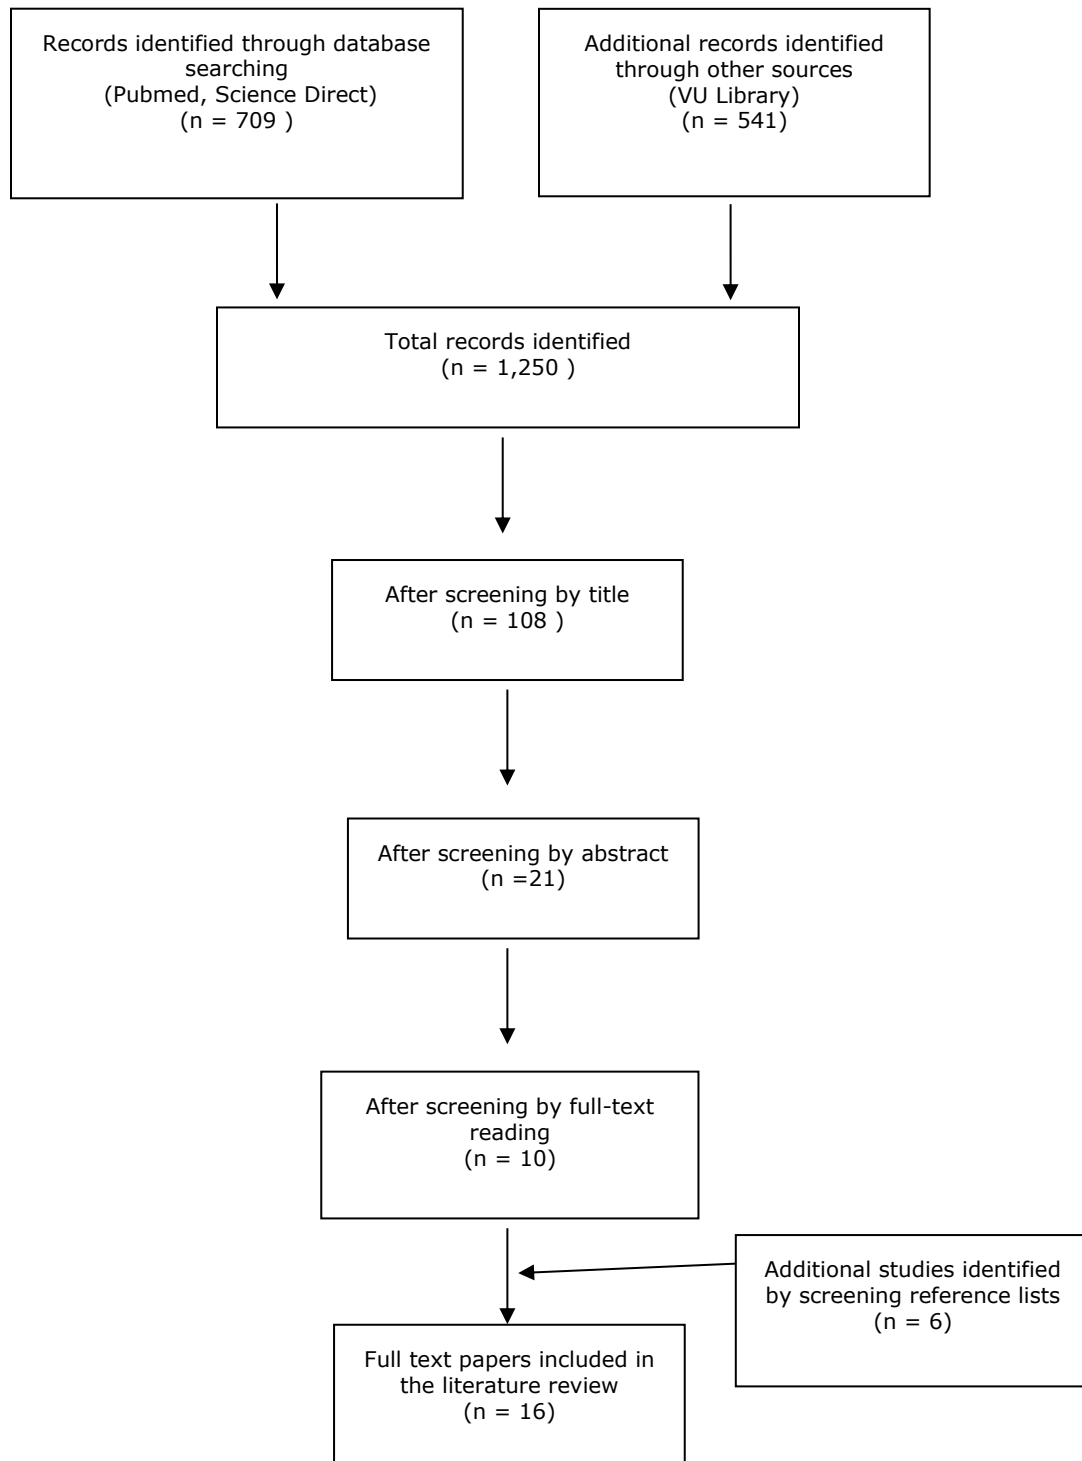 Records identified through database
searching
(Pubmed, Science Direct)
(n = 709 )
Additional records identified
through other sources
(VU Library)
(n = 541)
Total records identified
(n = 1,250 )
After screening by title
(n = 108 )
After screening by abstract
(n =21)
After screening by full-text
reading
(n = 10)
Additional studies identified
by screening reference lists
(n = 6)
Full text papers included in
the literature review
(n = 16)